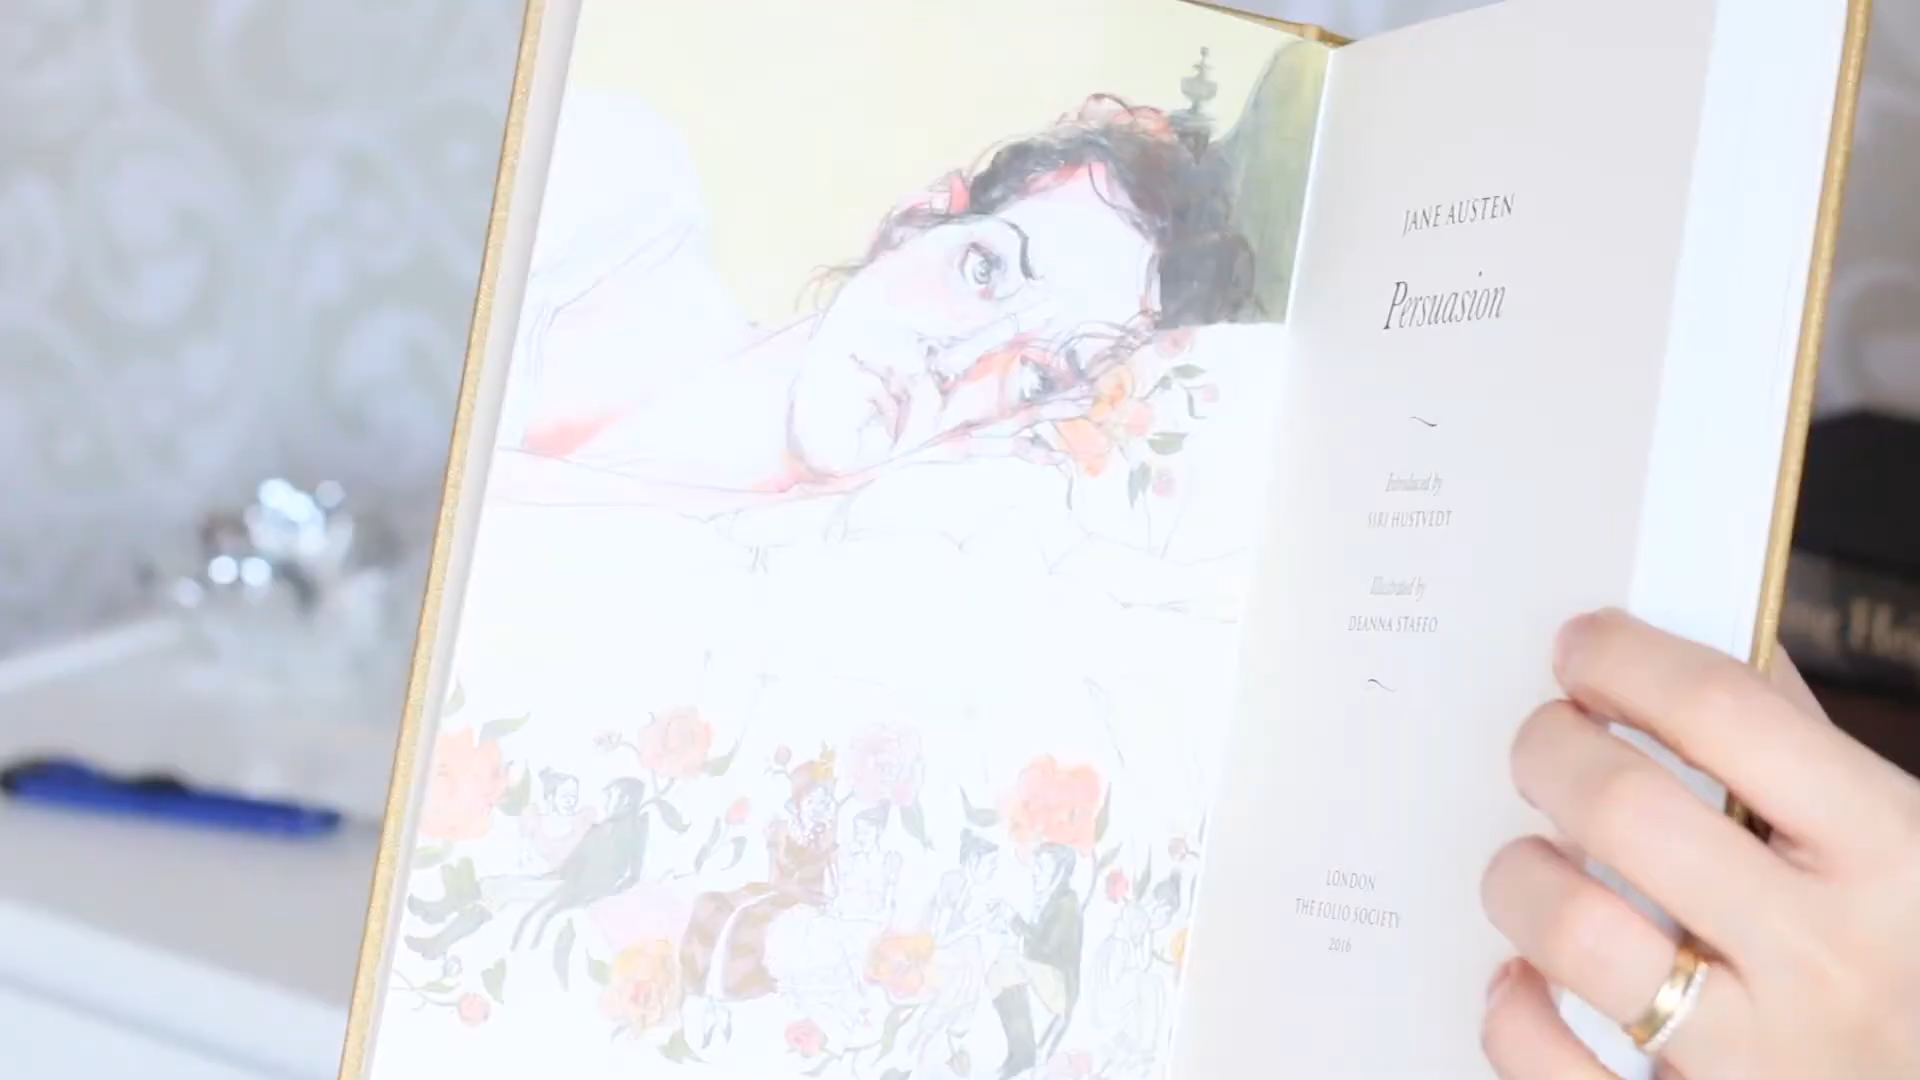 JANE AUSTEN
Persuasion
Introduced by
SIRI HUSTVEDT
Illustrated by
DEANNA STAFFO
LONDON
THE FOLIO SOCIETY
2016